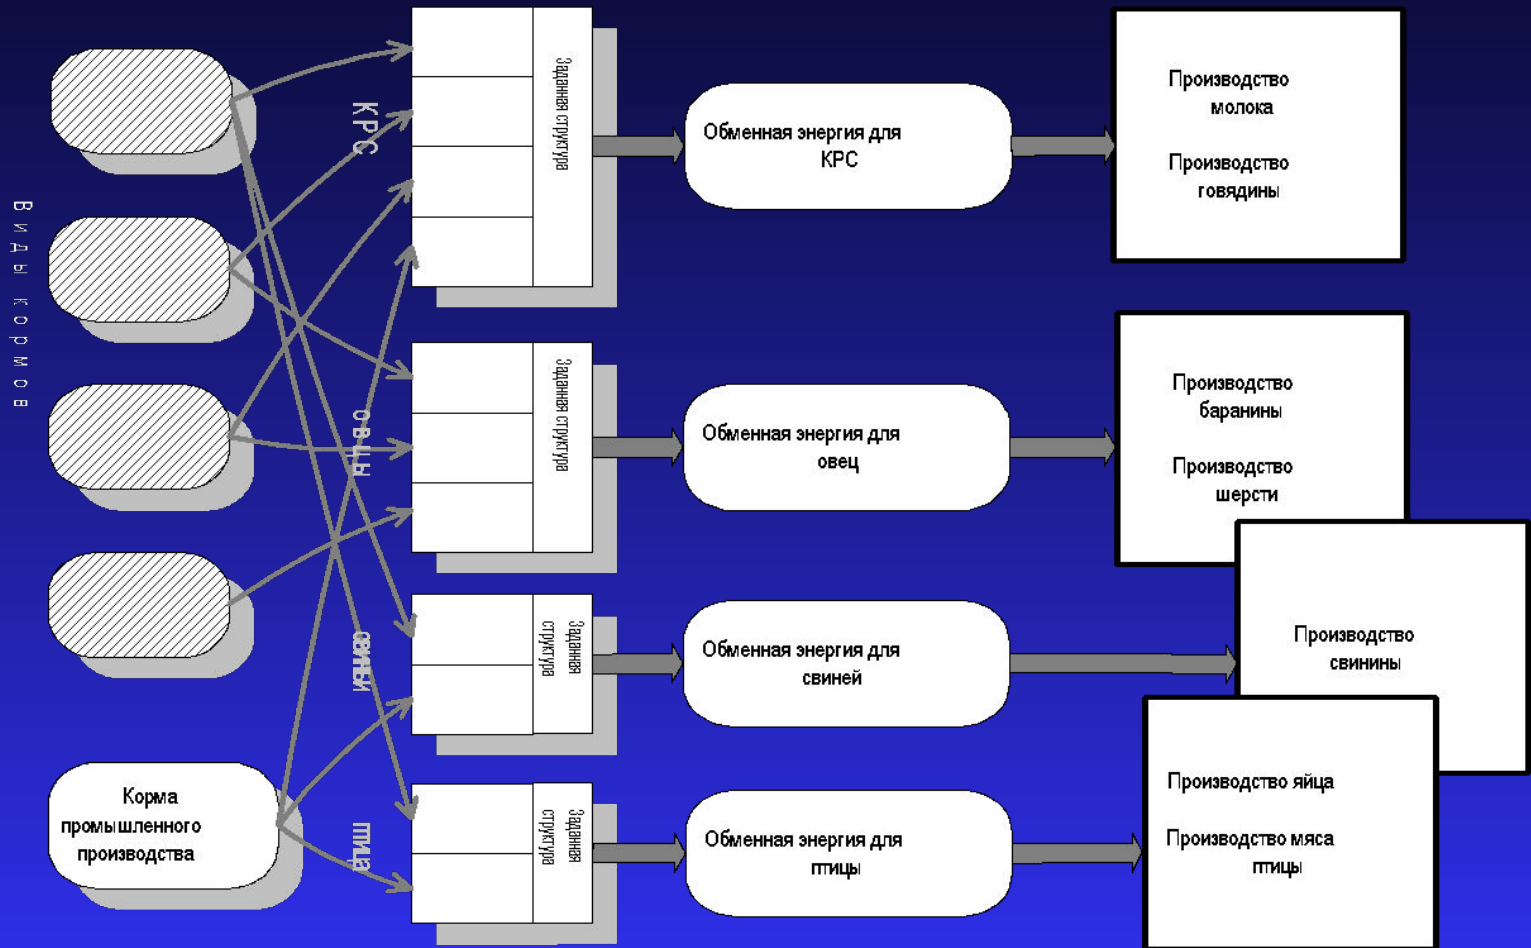 Виды кормов
Корма
промышленного
производства
КРС
овцы
свиньи
птица
Заданная структура
Заданная структура
Заданная
структура
Заданная
структура
Обменная энергия для
КРС
Обменная энергия для
овец
Обменная энергия для
свиней
Обменная энергия для
птицы
Производство
молока
Производство
говядины
Производство
баранины
Производство
шерсти
Производство
свинины
Производство яйца
Производство мяса
птицы